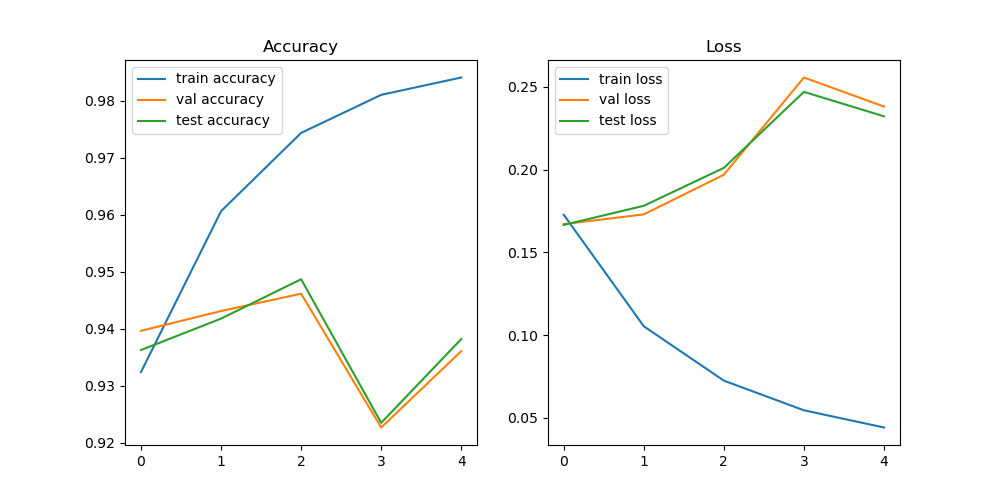 Accuracy
train accuracy
val accuracy
test accuracy
0.98
0.97
0.96
0.95
0.94
0.93
0.92
0 1 2 3 4
Loss
train loss
val loss
test loss
0.25
0.20
0.15
0.10
0.05
0 1 2 3 4